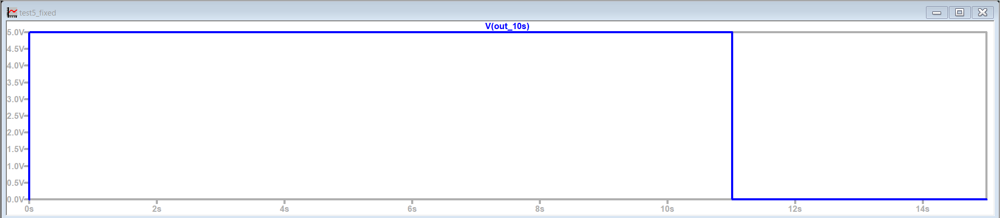 test5_fixed
V(out_10s)
5.0V
4.5V
4.0V
3.5V
3.0V
2.5V
2.0V
1.5V
1.0V
0.5V
0.0V
0s 2s 4s 6s 8s 10s 12s 14s